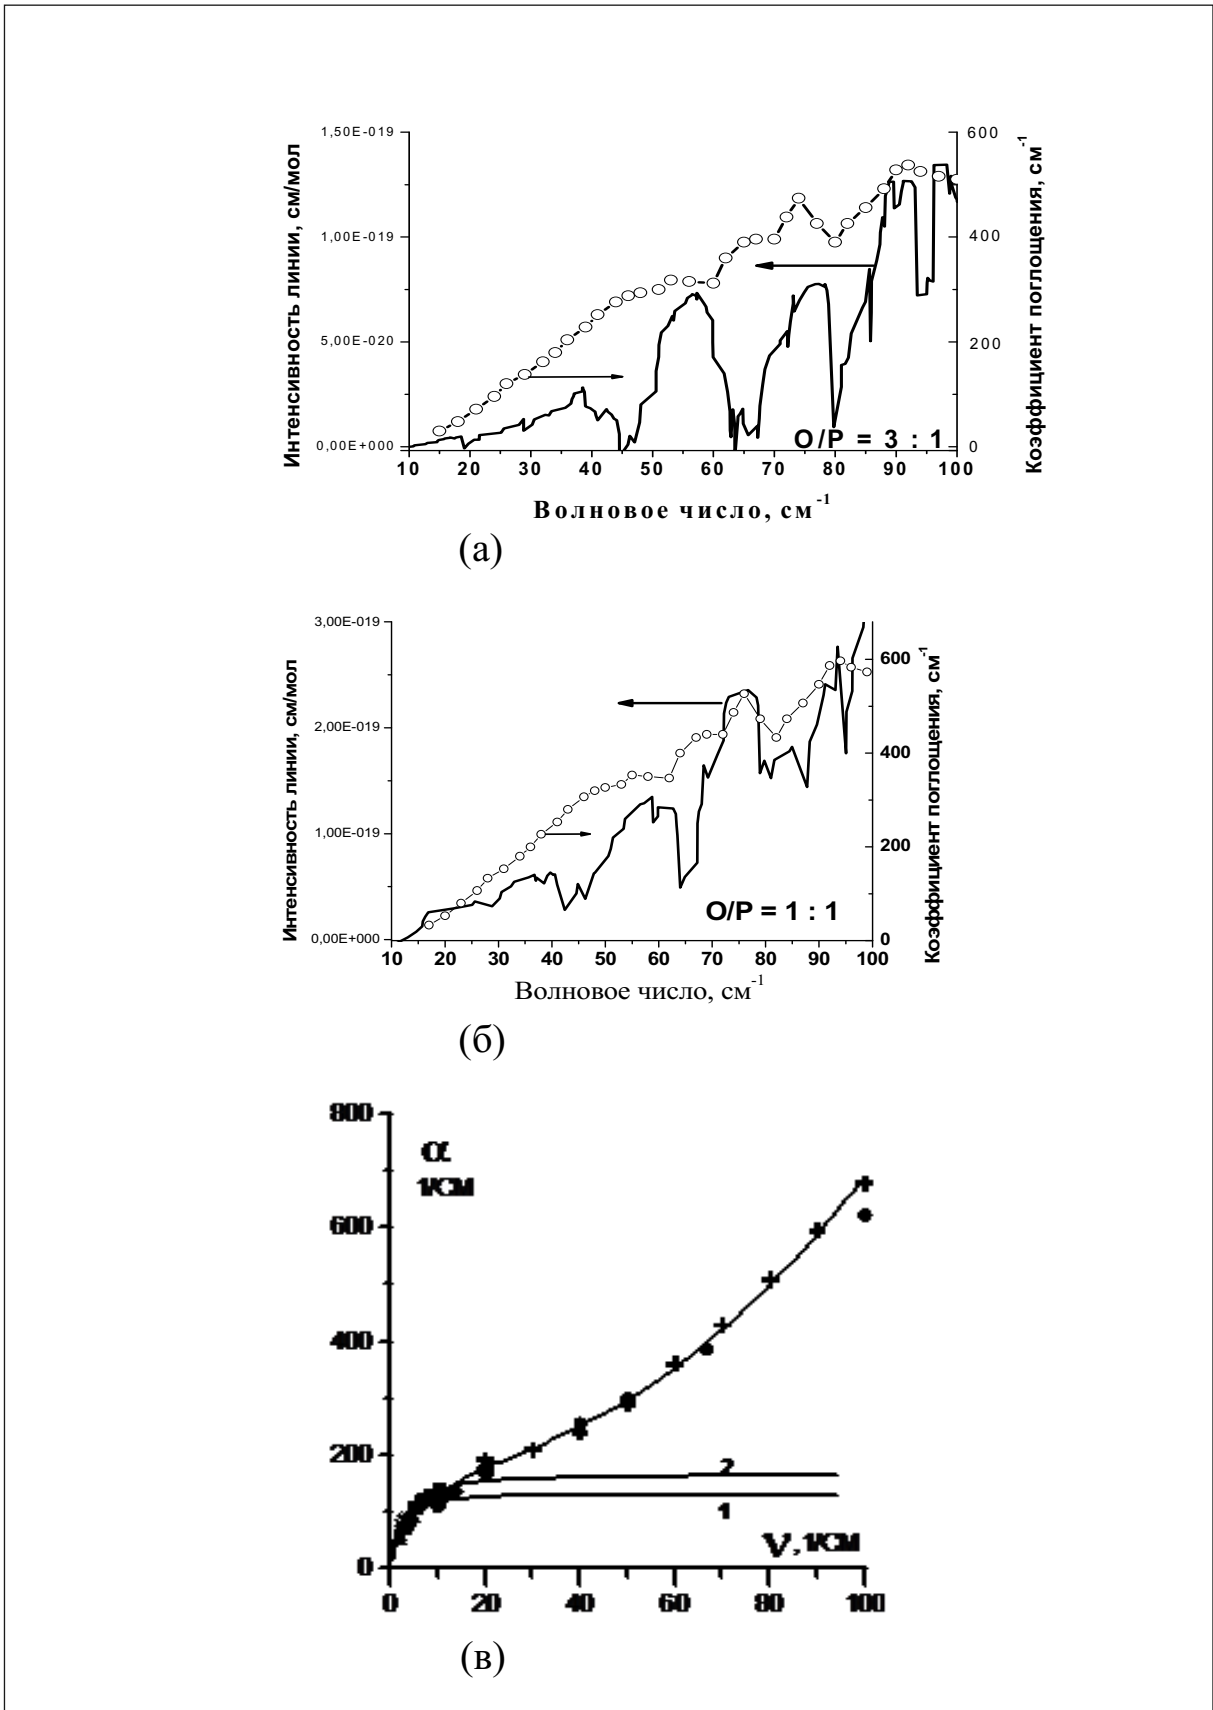 1,50E-019
1,00E-019
5,00E-020
0,00E+000
Интенсивность линии, см/мол
600
400
200
0
Коэффициент поглощения, см-1
O/P = 3 : 1
10 20 30 40 50 60 70 80 90 100
Волновое число, см-1
(а)
3,00E-019
2,00E-019
1,00E-019
0,00E+000
Интенсивность линии, см/мол
600
400
200
0
Коэффициент поглощения, см-1
O/P = 1 : 1
10 20 30 40 50 60 70 80 90 100
Волновое число, см-1
(б)
800
α
1/СМ
600
400
200
2
1
ν, 1/СМ
0
0 20 40 60 80 100
(в)